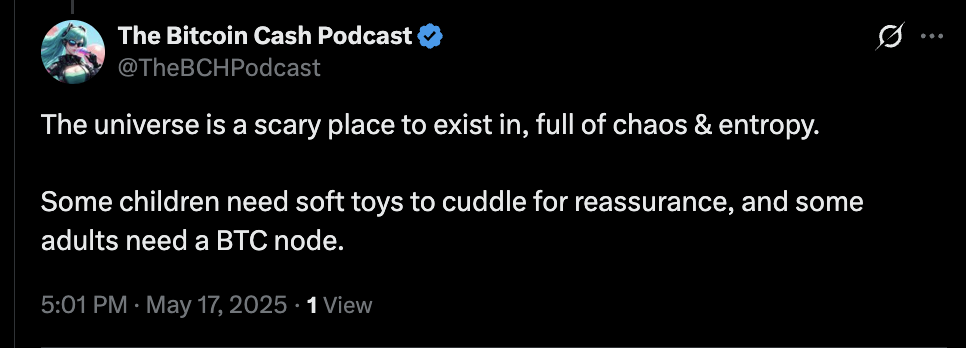 The Bitcoin Cash Podcast
@TheBCHPodcast
The universe is a scary place to exist in, full of chaos & entropy.
Some children need soft toys to cuddle for reassurance, and some
adults need a BTC node.
5:01 PM · May 17, 2025 · 1 View